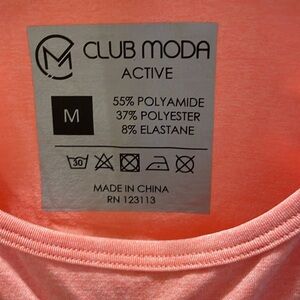 CLUB MODA
ACTIVE
M
55% POLYAMIDE
37% POLYESTER
8% ELASTANE
30
MADE IN CHINA
RN 123113